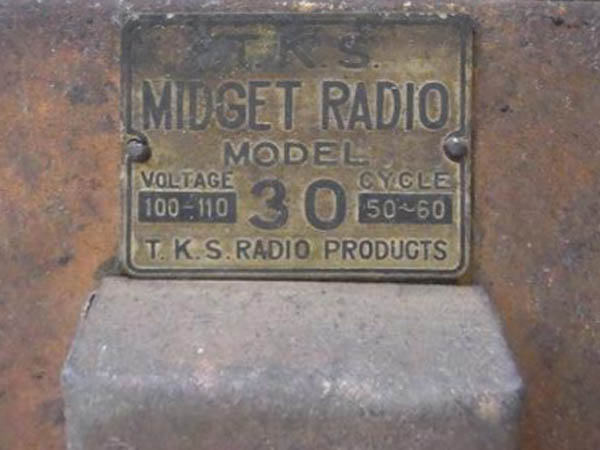 T.K.S.
MIDGET RADIO
MODEL
VOLTAGE 30 CYCLE
100-110 50~60
T. K. S. RADIO PRODUCTS